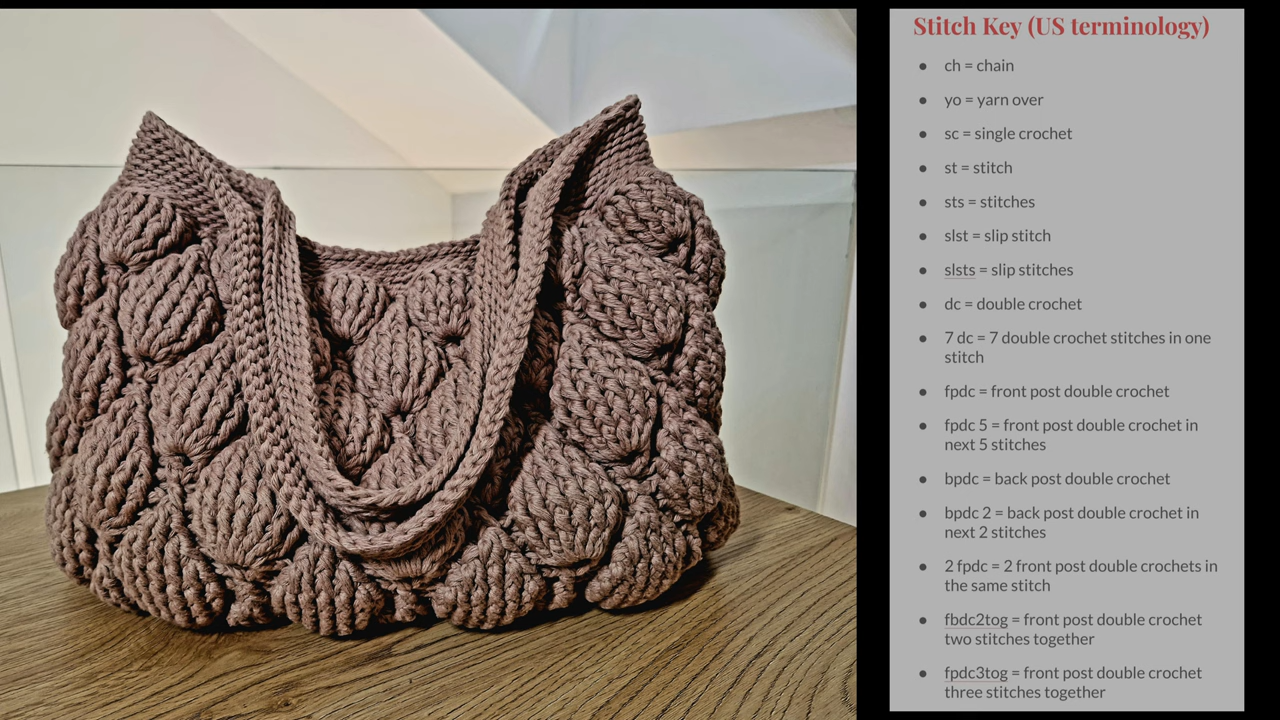 Stitch Key (US terminology)
● ch = chain
● yo = yarn over
● sc = single crochet
● st = stitch
● sts = stitches
● slst = slip stitch
● slsts = slip stitches
● dc = double crochet
● 7 dc = 7 double crochet stitches in one
stitch
● fpdc = front post double crochet
● fpdc 5 = front post double crochet in
next 5 stitches
● bpdc = back post double crochet
● bpdc 2 = back post double crochet in
next 2 stitches
● 2 fpdc = 2 front post double crochets in
the same stitch
● fbdc2tog = front post double crochet
two stitches together
● fpdc3tog = front post double crochet
three stitches together